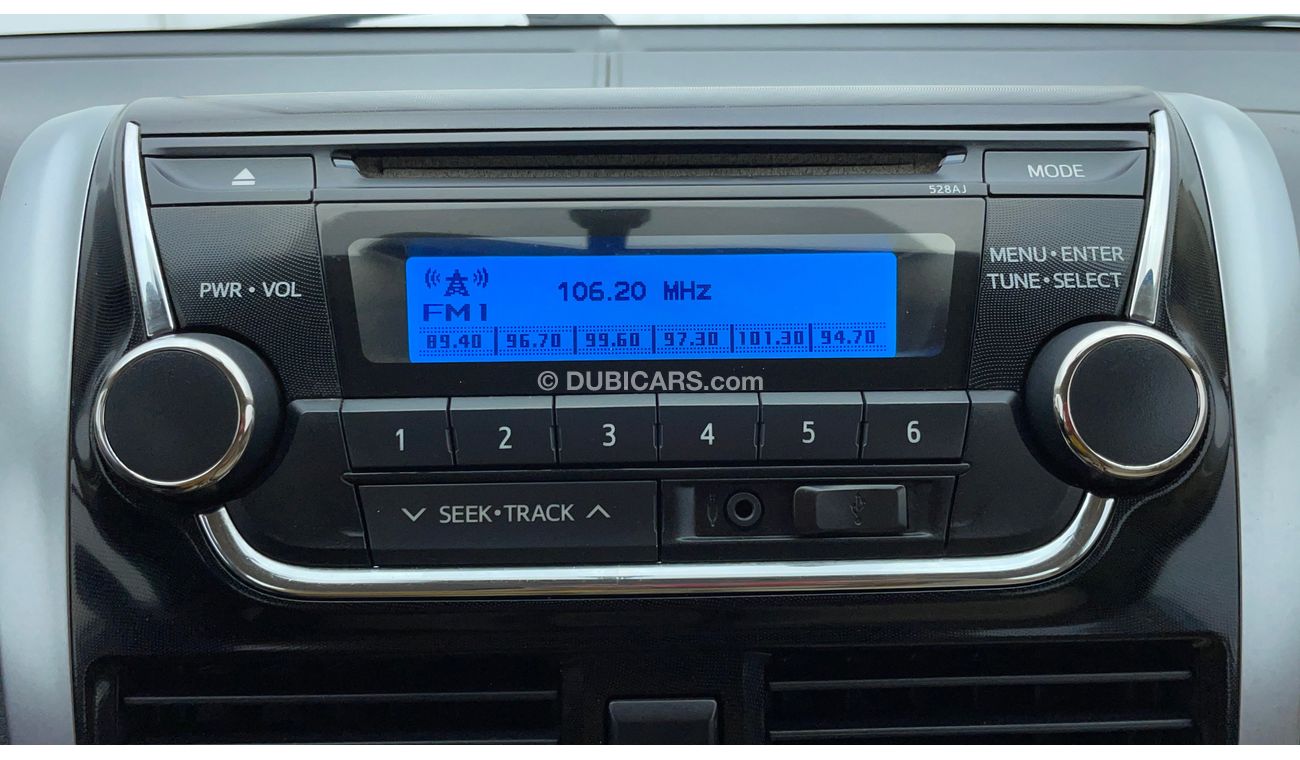 MODE
528AJ
PWR • VOL
MENU • ENTER
TUNE • SELECT
106.20 MHz
FM1
89.40 96.70 99.60 97.30 101.30 94.70
© DUBICARS.com
1 2 3 4 5 6
SEEK • TRACK